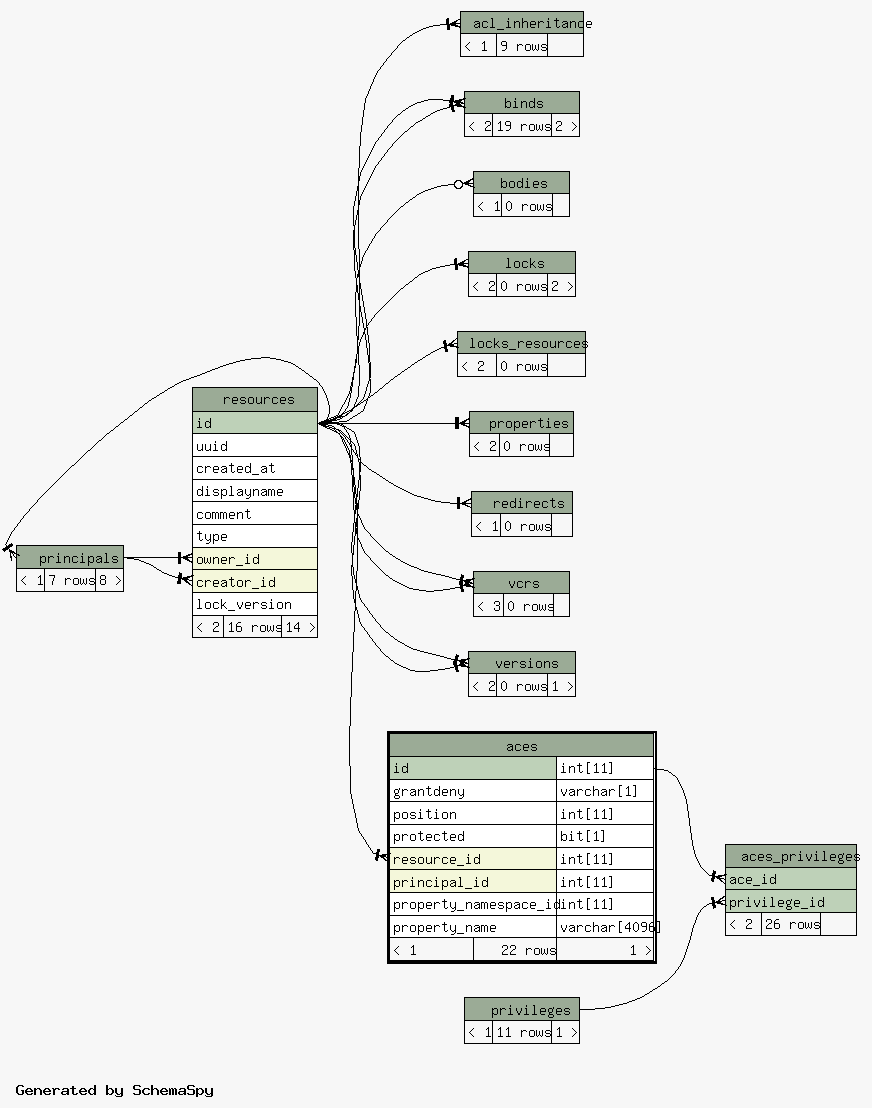 acl_inheritance
< 1 9 rows
binds
< 2 19 rows 2 >
bodies
< 1 0 rows
locks
< 2 0 rows 2 >
locks_resources
< 2 0 rows
resources
id
uuid
created_at
displayname
comment
type
owner_id
creator_id
lock_version
< 2 16 rows 14 >
properties
< 2 0 rows
redirects
< 1 0 rows
principals
< 1 7 rows 8 >
vcrs
< 3 0 rows
versions
< 2 0 rows 1 >
aces
id int[11]
grantdeny varchar[1]
position int[11]
protected bit[1]
resource_id int[11]
principal_id int[11]
property_namespace_id int[11]
property_name varchar[4096]
< 1 22 rows 1 >
aces_privileges
ace_id
privilege_id
< 2 26 rows
privileges
< 1 11 rows 1 >
Generated by SchemaSpy